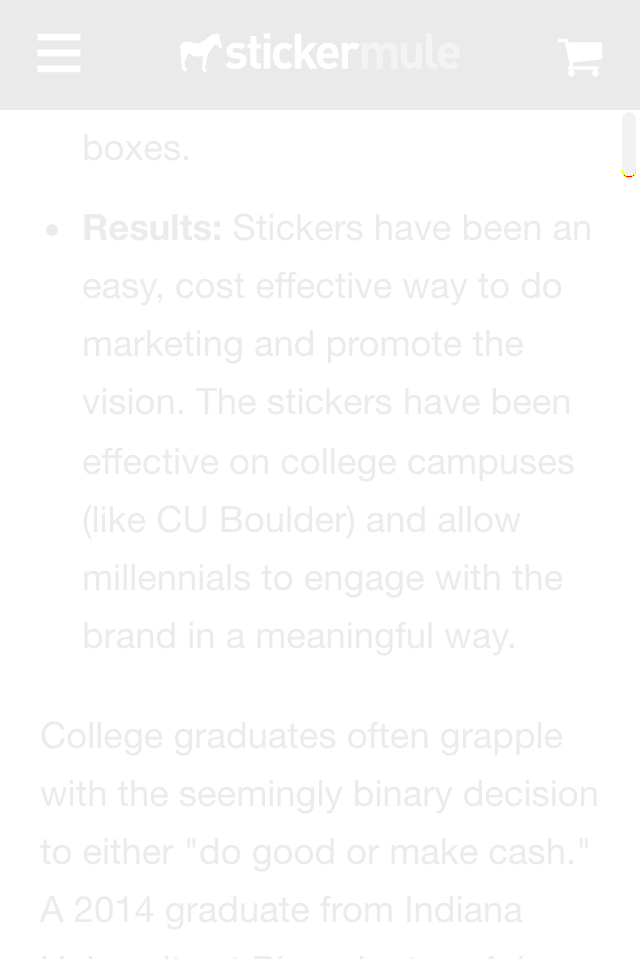 stickermule
boxes.
Results: Stickers have been an
easy, cost effective way to do
marketing and promote the
vision. The stickers have been
effective on college campuses
(like CU Boulder) and allow
millennials to engage with the
brand in a meaningful way.
College graduates often grapple
with the seemingly binary decision
to either "do good or make cash."
A 2014 graduate from Indiana